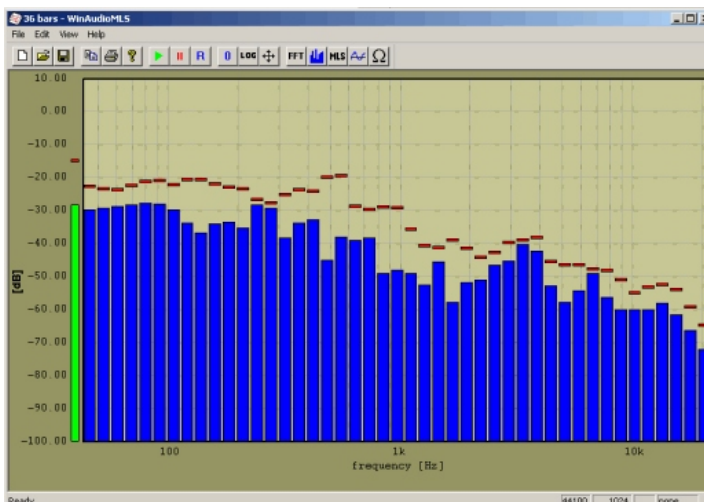 36 bars - WinAudioMLS
File Edit View Help
R 0 LOG FFT MLS Ω
10.00
0.00
-10.00
-20.00
-30.00
-40.00
-50.00
-60.00
-70.00
-80.00
-90.00
-100.00
[dB]
100 1k 10k
frequency [Hz]
Ready 44100 1024 none